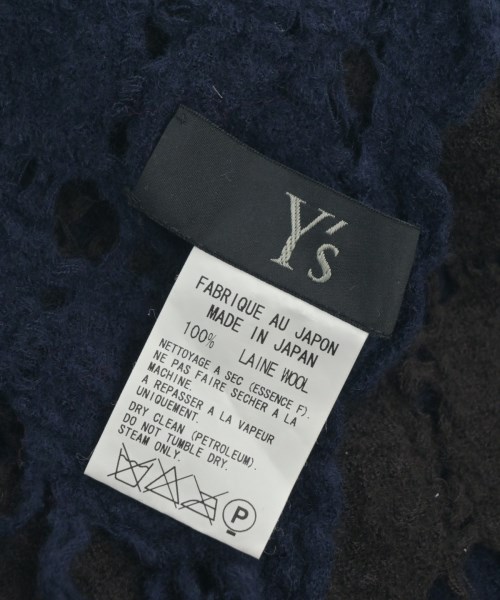 Y's
FABRIQUE AU JAPON
MADE IN JAPAN
100% LAINE WOOL
NETTOYAGE A SEC (ESSENCE F).
NE PAS FAIRE SECHER A LA
MACHINE.
A REPASSER A LA VAPEUR
UNIQUEMENT.
DRY CLEAN (PETROLEUM).
DO NOT TUMBLE DRY.
STEAM ONLY.
P